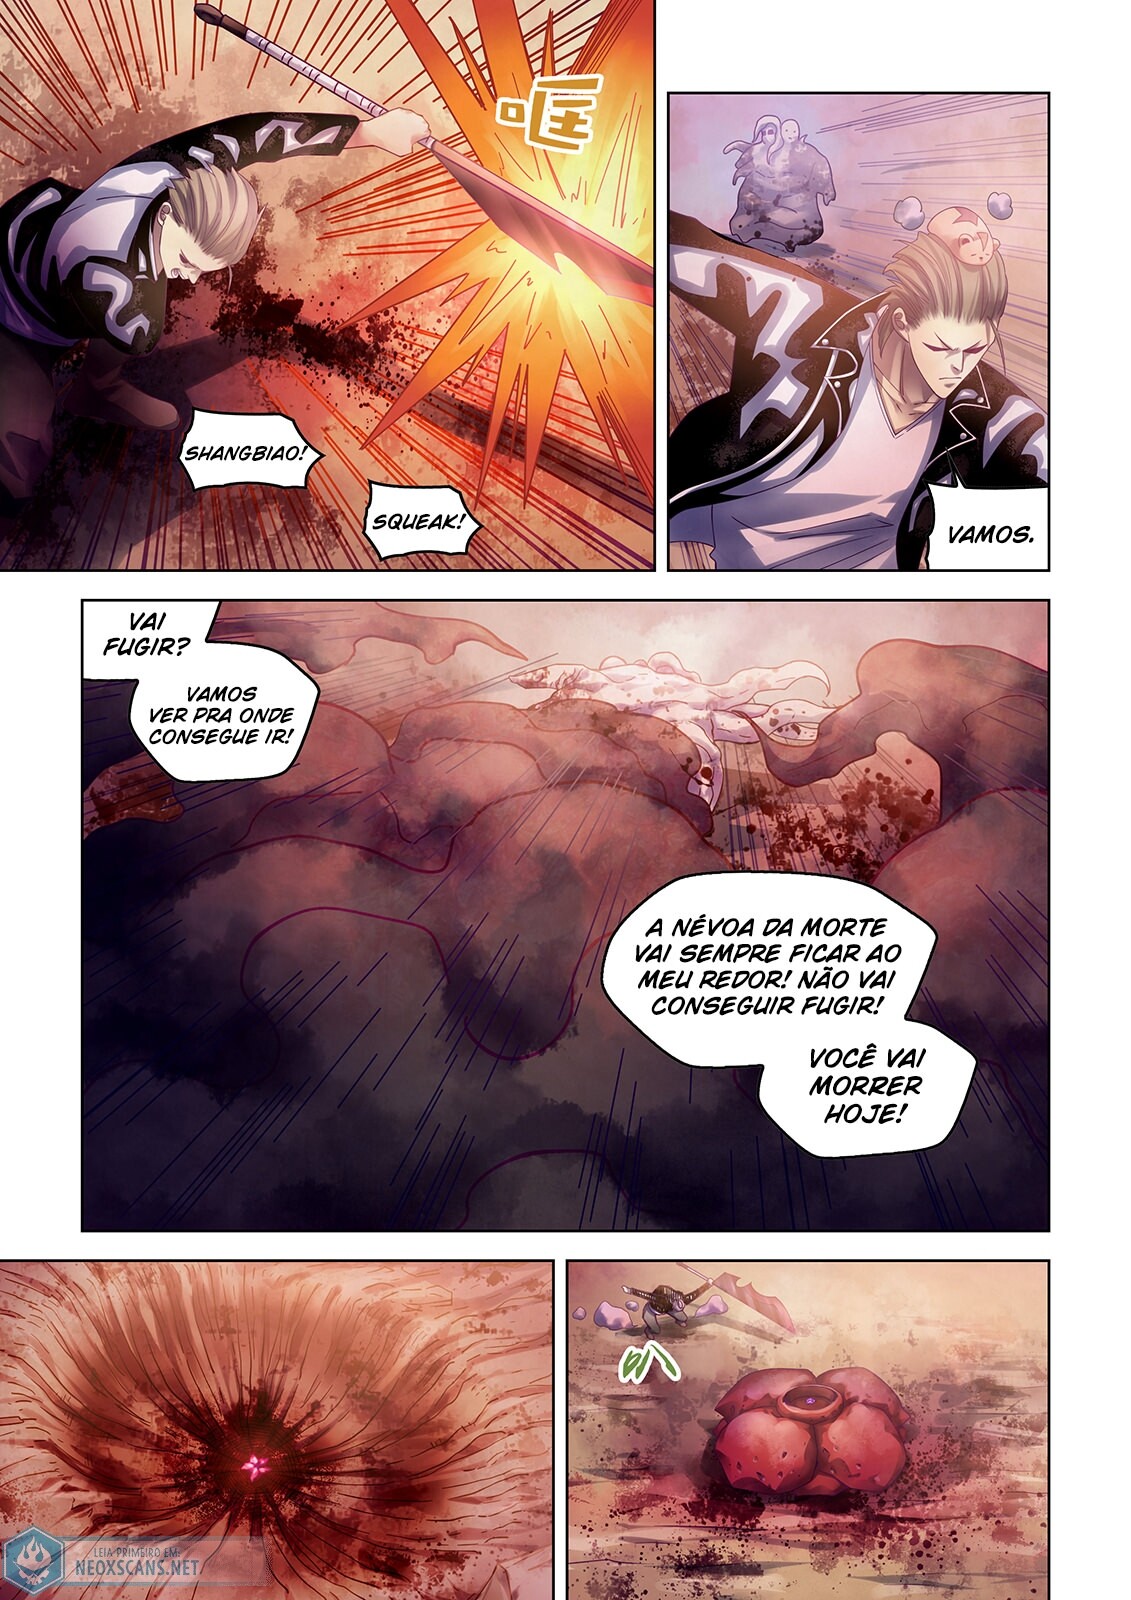 哐
SHANGBIAO!
SQUEAK!
VAMOS.
VAI
FUGIR?
VAMOS
VER PRA ONDE
CONSEGUE IR!
A NÉVOA DA MORTE
VAI SEMPRE FICAR AO
MEU REDOR! NÃO VAI
CONSEGUIR FUGIR!
VOCÊ VAI
MORRER
HOJE!
叭
LEIA PRIMEIRO EM:
NEOXSCANS.NET